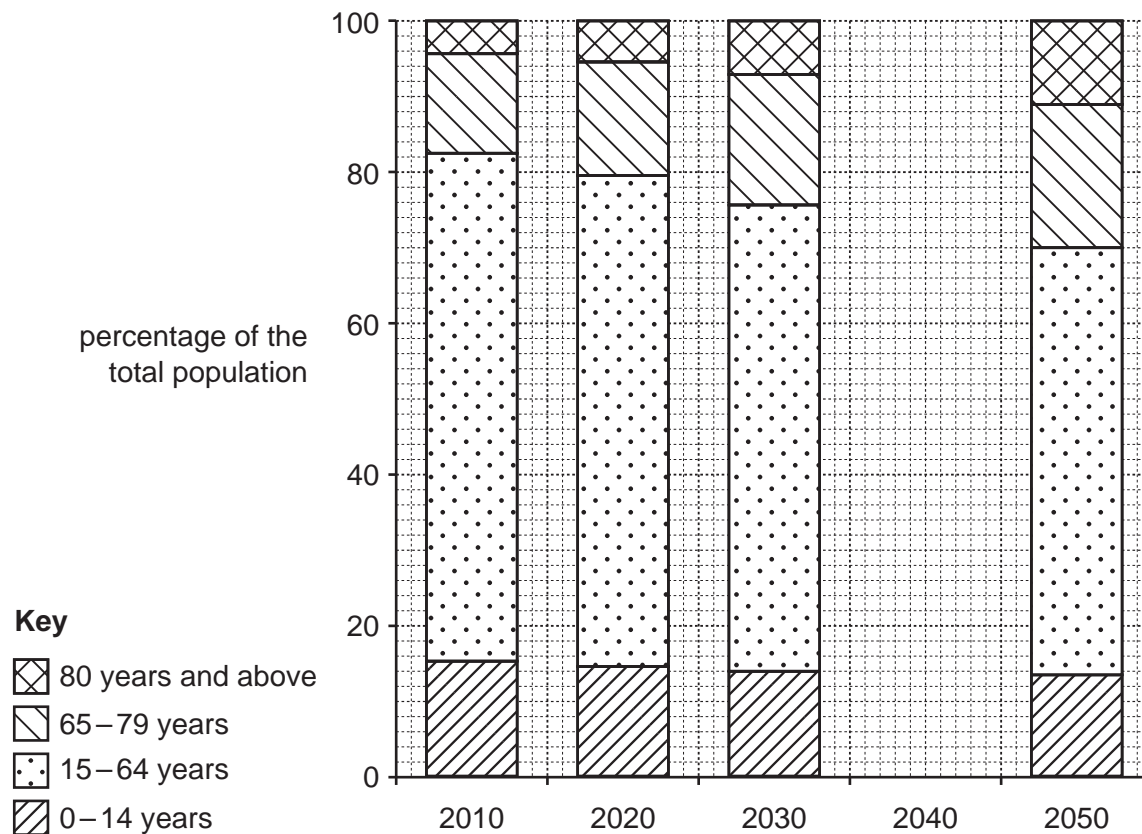 100
80
60
40
20
0
percentage of the
total population
2010 2020 2030 2040 2050
Key
80 years and above
65–79 years
15–64 years
0–14 years